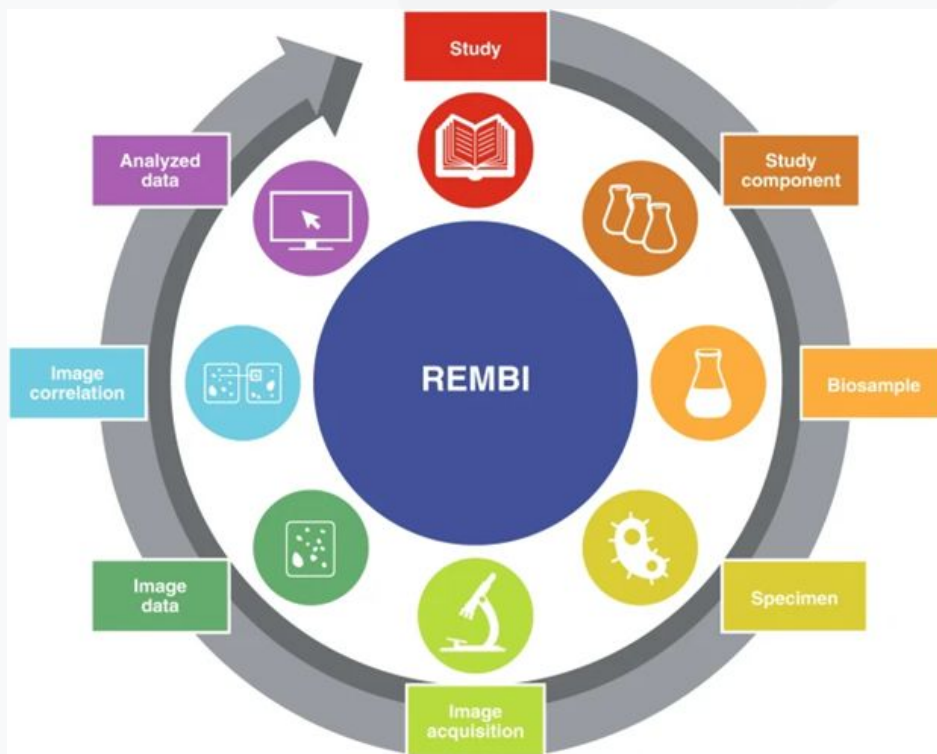 Study
Study
component
Biosample
Specimen
Image
acquisition
Image
data
Image
correlation
Analyzed
data
REMBI